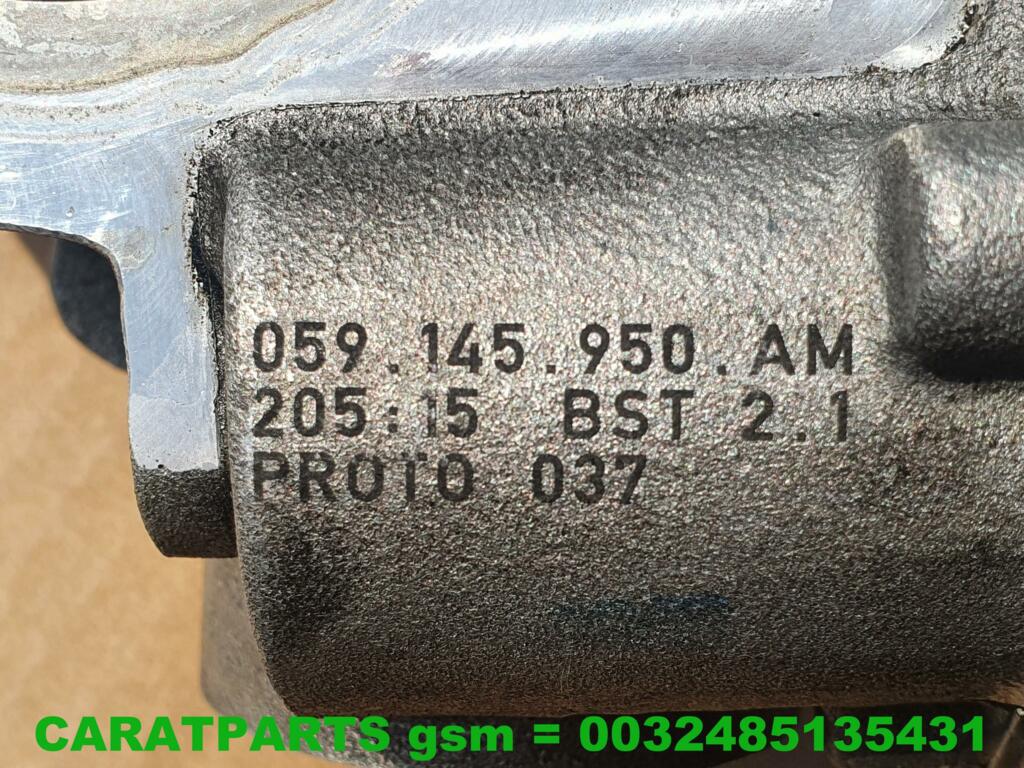 059.145.950.AM
205:15 BST 2.1
PROTO 037
CARATPARTS gsm = 0032485135431